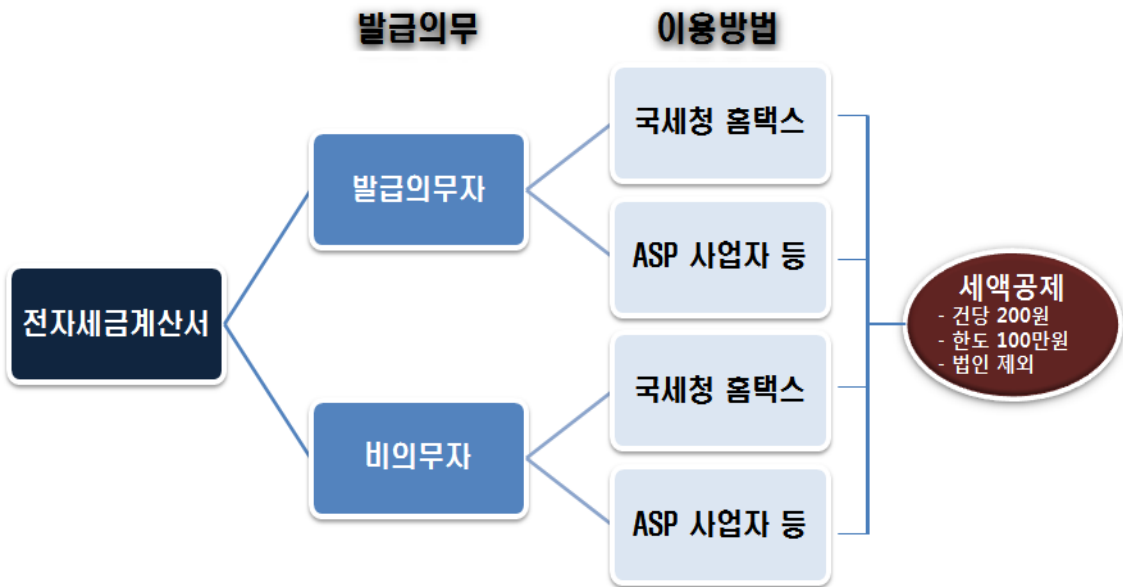 발급의무
이용방법
전자세금계산서
발급의무자
비의무자
국세청 홈택스
ASP 사업자 등
국세청 홈택스
ASP 사업자 등
세액공제
- 건당 200원
- 한도 100만원
- 법인 제외